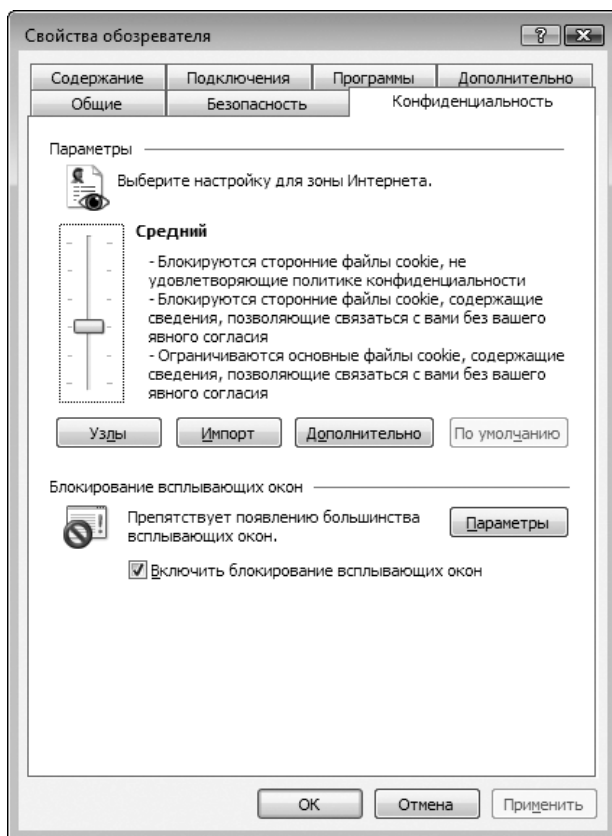 Свойства обозревателя
Содержание Подключения Программы Дополнительно
Общие Безопасность Конфиденциальность
Параметры
Выберите настройку для зоны Интернета.
Средний
- Блокируются сторонние файлы cookie, не
удовлетворяющие политике конфиденциальности
- Блокируются сторонние файлы cookie, содержащие
сведения, позволяющие связаться с вами без вашего
явного согласия
- Ограничиваются основные файлы cookie, содержащие
сведения, позволяющие связаться с вами без вашего
явного согласия
Узлы Импорт Дополнительно По умолчанию
Блокирование всплывающих окон
Препятствует появлению большинства
всплывающих окон.
Параметры
Включить блокирование всплывающих окон
ОК Отмена Применить